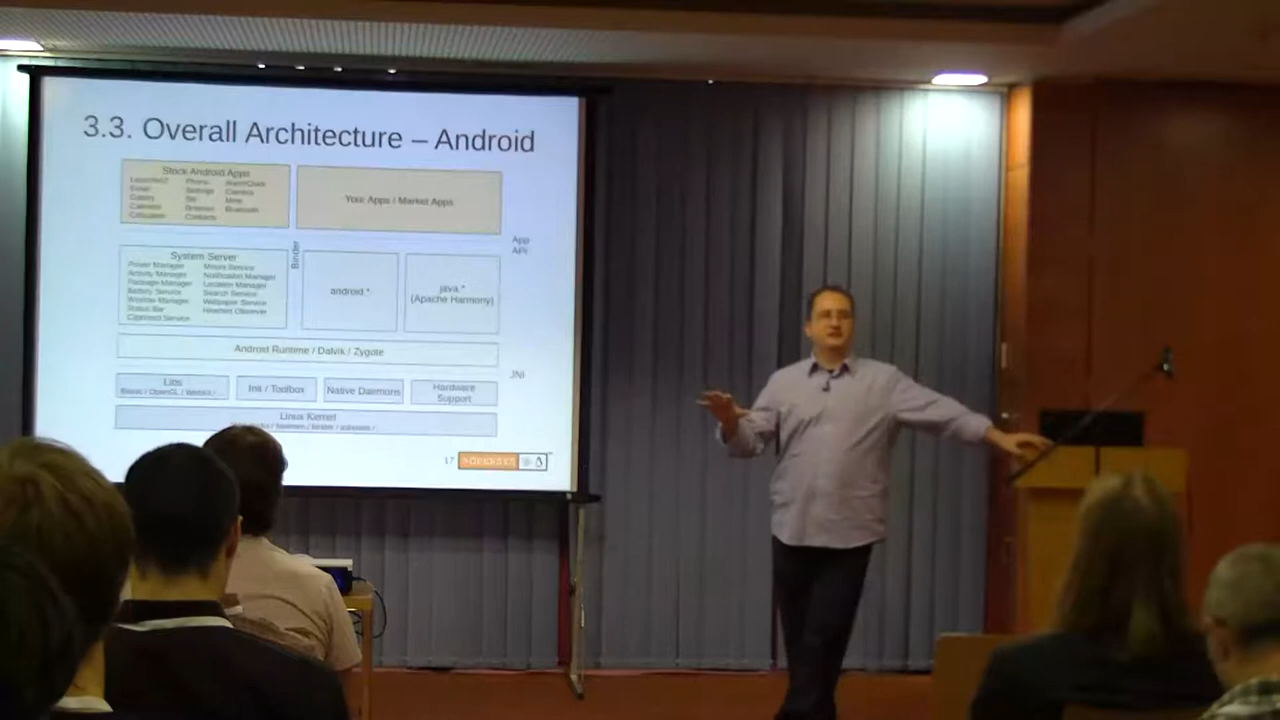 3.3. Overall Architecture – Android
Stock Android Apps
Launcher2 Phone AlarmClock
Email Settings Camera
Gallery
Calendar Browser Bluetooth
Calculator Contacts
Your Apps / Market Apps
App
API
Binder
System Server
Power Manager Mount Service
Activity Manager Notification Manager
Package Manager Location Manager
Battery Service Search Service
Window Manager Wallpaper Service
Status Bar Headset Observer
Clipboard Service
android.*
java.*
(Apache Harmony)
Android Runtime / Dalvik / Zygote
JNI
Libs
Bionic / OpenGL / WebKit /
Init / Toolbox
Native Daemons
Hardware
Support
Linux Kernel
17
OPERSYS